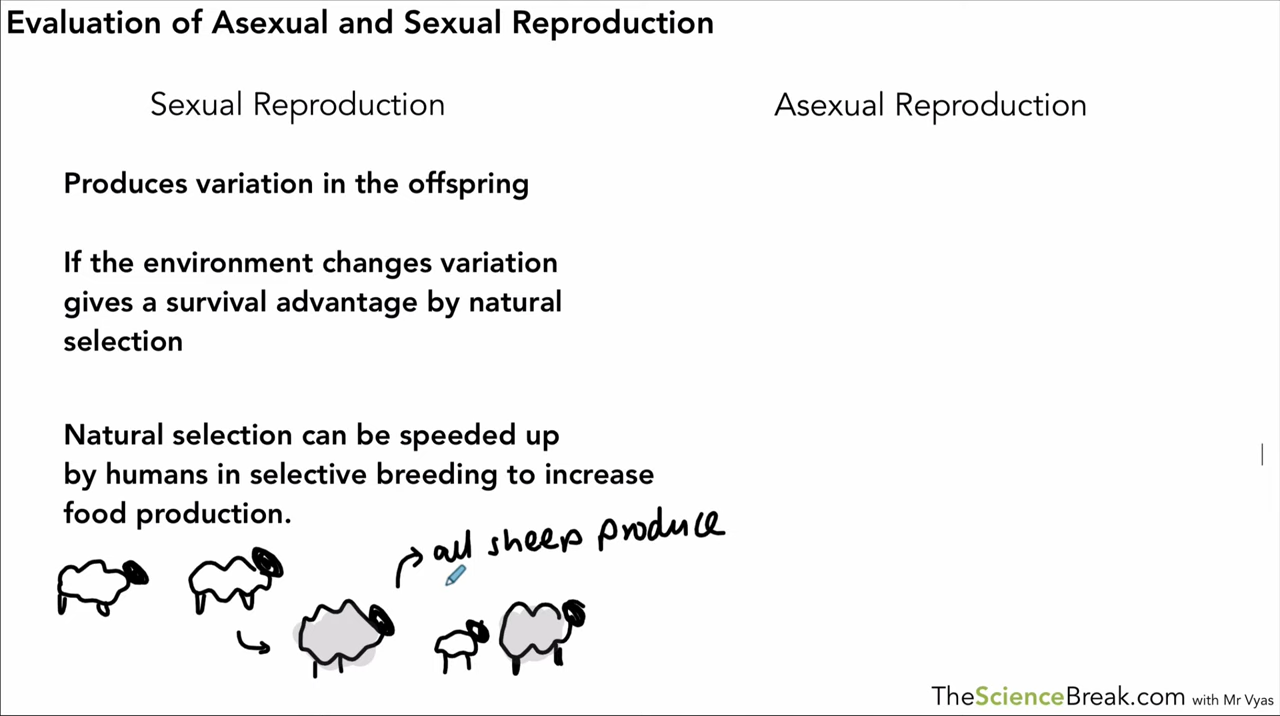 Evaluation of Asexual and Sexual Reproduction
Sexual Reproduction
Asexual Reproduction
Produces variation in the offspring
If the environment changes variation
gives a survival advantage by natural
selection
Natural selection can be speeded up
by humans in selective breeding to increase
food production.
all sheep produce
TheScienceBreak.com with Mr Vyas